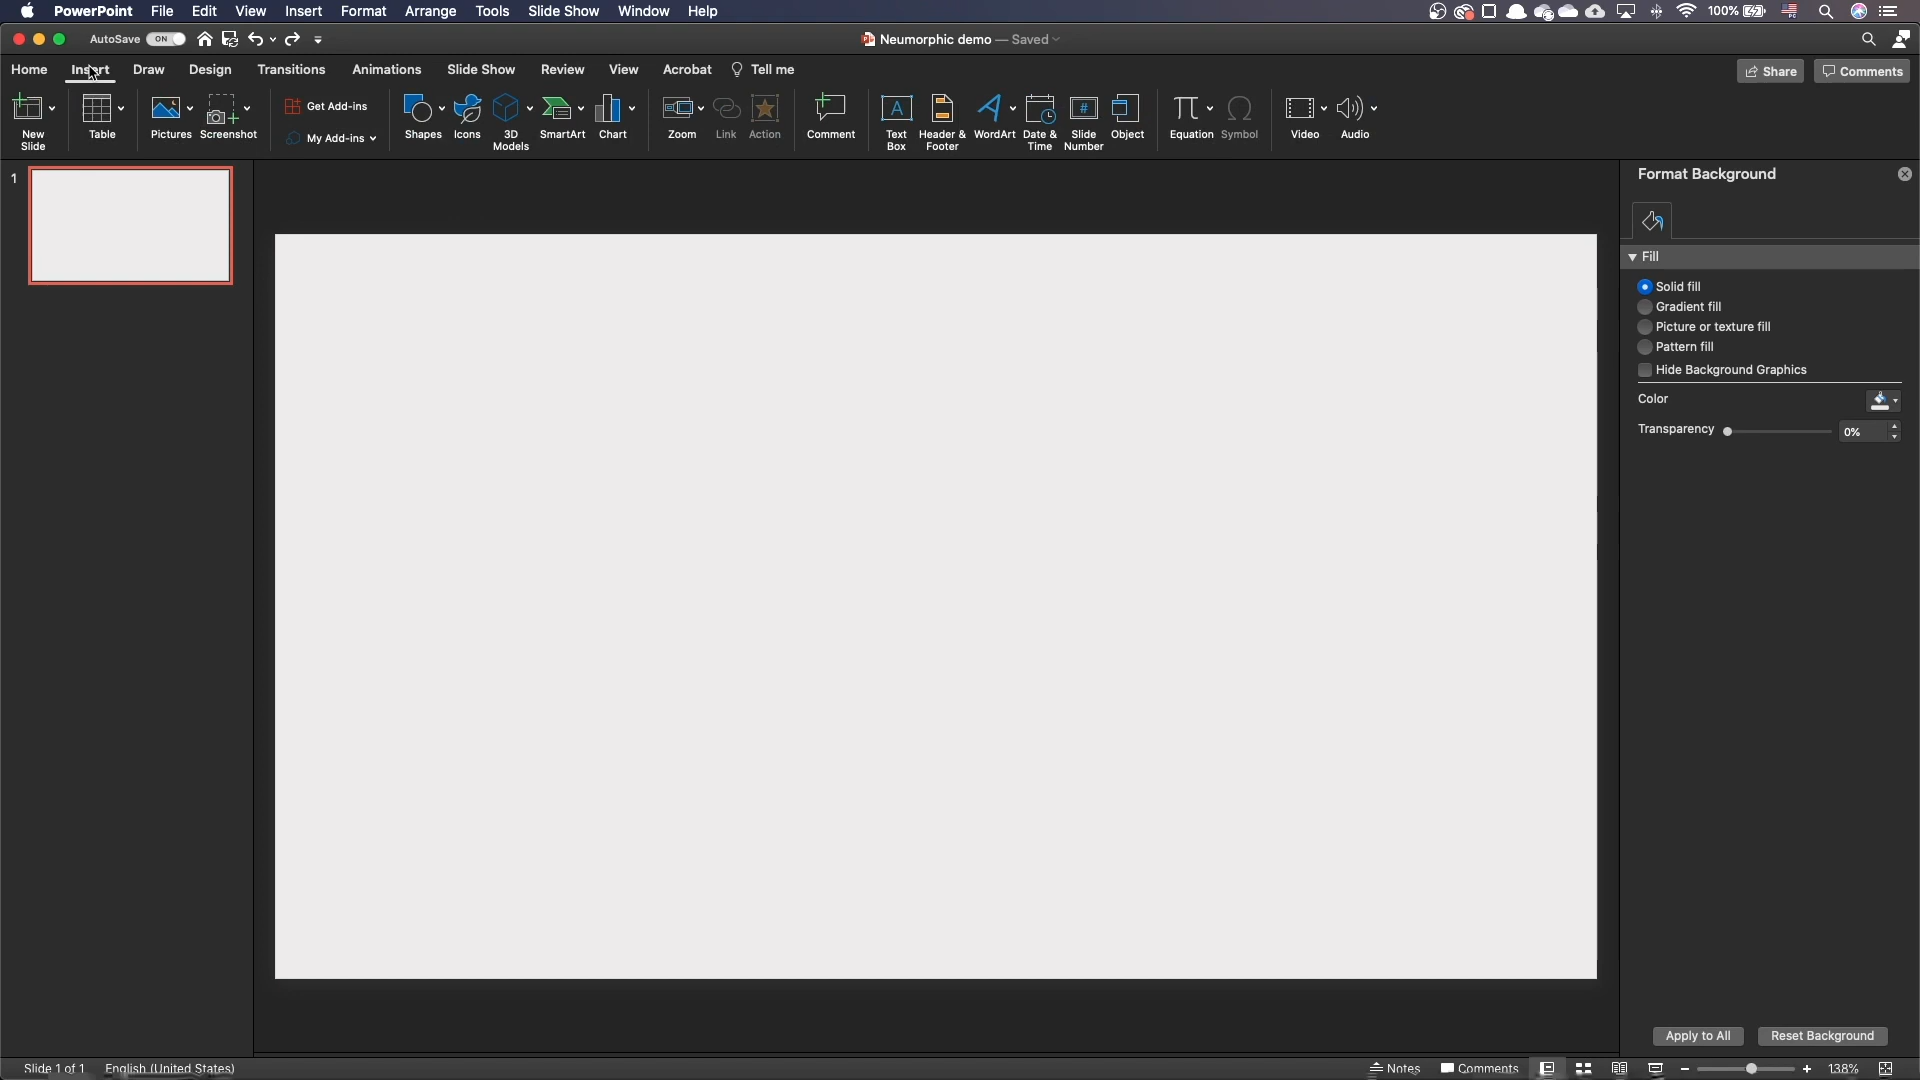 PowerPoint File Edit View Insert Format Arrange Tools Slide Show Window Help 100%
AutoSave ON Neumorphic demo — Saved
Home Insert Draw Design Transitions Animations Slide Show Review View Acrobat Tell me Share Comments
New Slide
Table
Pictures
Screenshot
Get Add-ins
My Add-ins
Shapes
Icons
3D Models
SmartArt
Chart
Zoom
Link
Action
Comment
Text Box
Header & Footer
WordArt
Date & Time
Slide Number
Object
Equation
Symbol
Video
Audio
1
Format Background
Fill
Solid fill
Gradient fill
Picture or texture fill
Pattern fill
Hide Background Graphics
Color
Transparency 0%
Apply to All Reset Background
Slide 1 of 1 English (United States) Notes Comments 138%